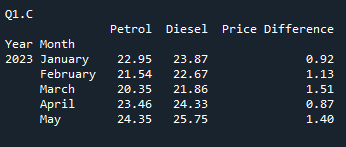 Q1.C
Petrol Diesel Price Difference
Year Month
2023 January 22.95 23.87 0.92
February 21.54 22.67 1.13
March 20.35 21.86 1.51
April 23.46 24.33 0.87
May 24.35 25.75 1.40